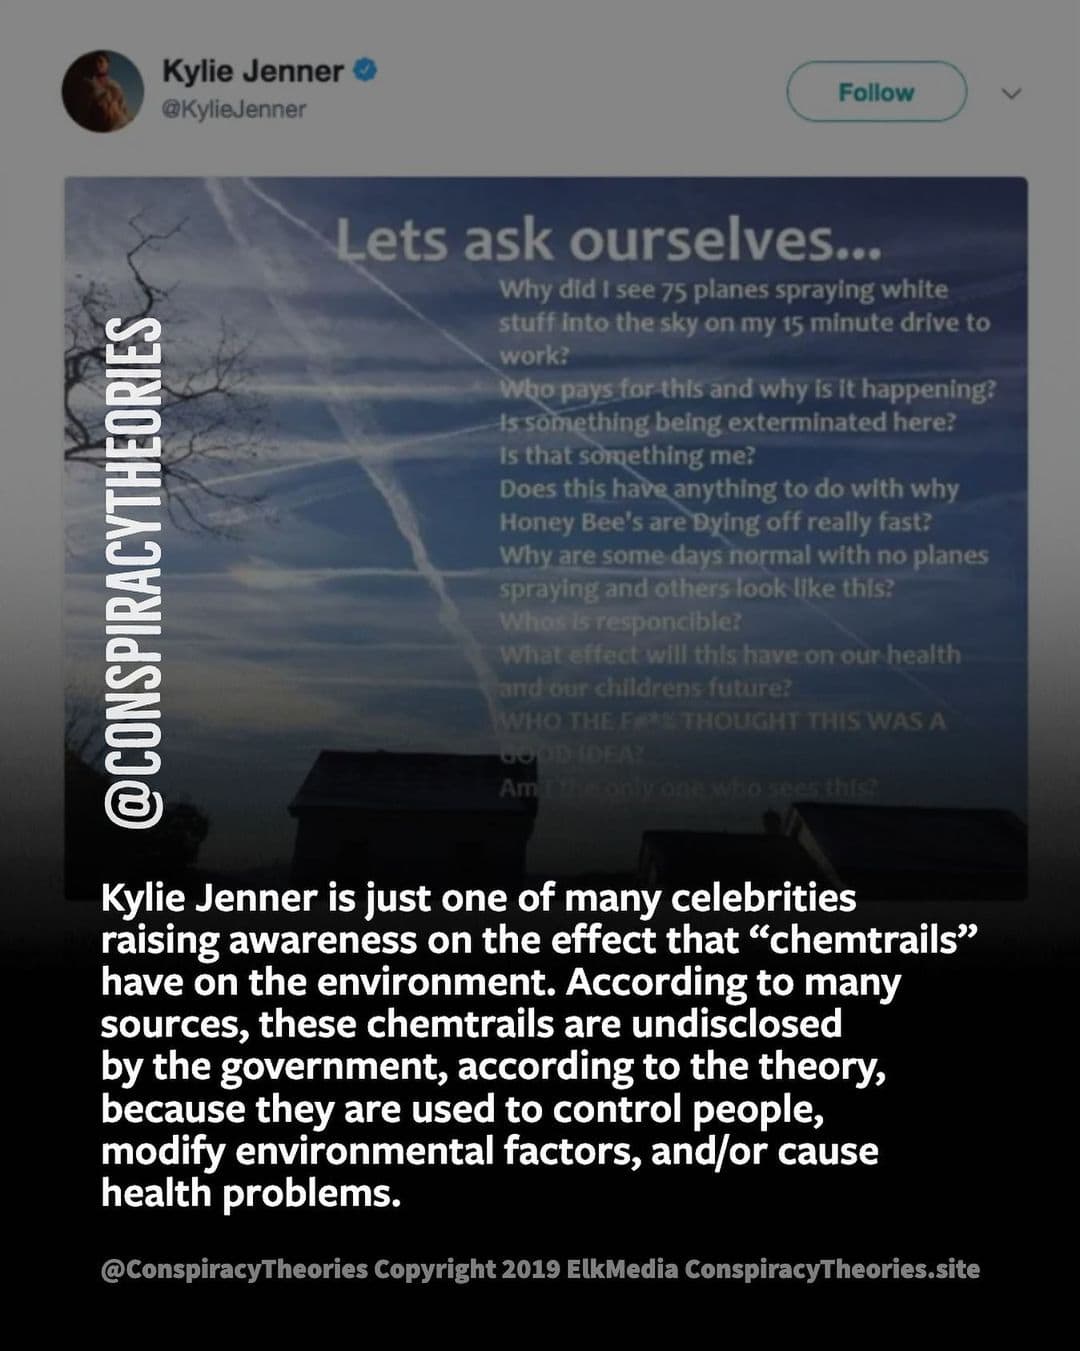 Kylie Jenner
@KylieJenner
Follow
Lets ask ourselves...
Why did I see 75 planes spraying white
stuff into the sky on my 15 minute drive to
work?
Who pays for this and why is it happening?
Is something being exterminated here?
Is that something me?
Does this have anything to do with why
Honey Bee's are Dying off really fast?
Why are some days normal with no planes
spraying and others look like this?
Whos is responcible?
What effect will this have on our health
and our childrens future?
WHO THE F#*% THOUGHT THIS WAS A
GOOD IDEA?
Am I the only one who sees this?
@CONSPIRACYTHEORIES
Kylie Jenner is just one of many celebrities
raising awareness on the effect that “chemtrails”
have on the environment. According to many
sources, these chemtrails are undisclosed
by the government, according to the theory,
because they are used to control people,
modify environmental factors, and/or cause
health problems.
@ConspiracyTheories Copyright 2019 ElkMedia ConspiracyTheories.site